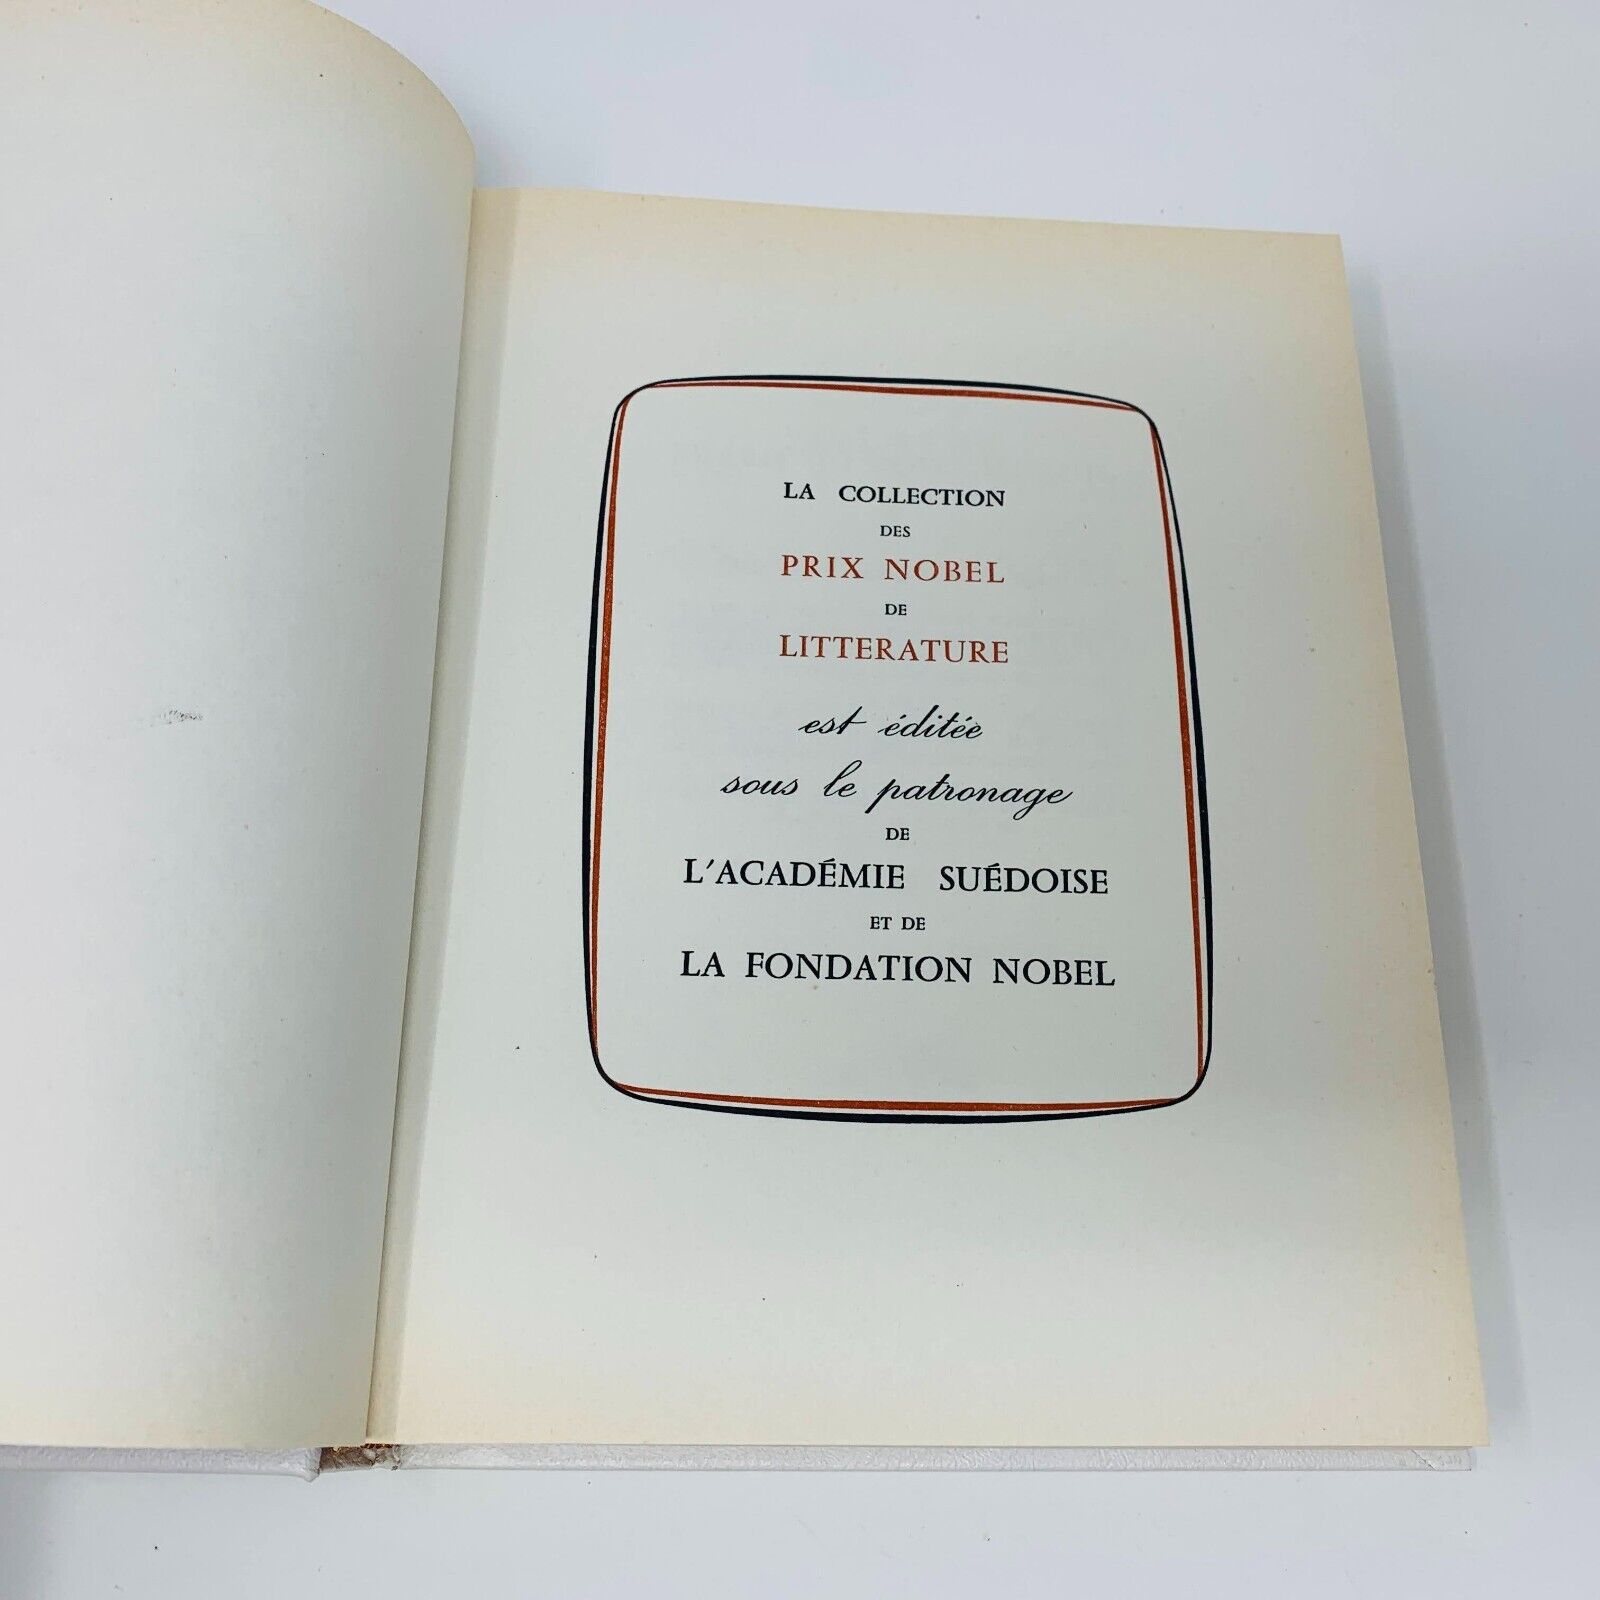 LA COLLECTION
DES
PRIX NOBEL
DE
LITTERATURE
est éditée
sous le patronage
DE
L'ACADÉMIE SUÉDOISE
ET DE
LA FONDATION NOBEL